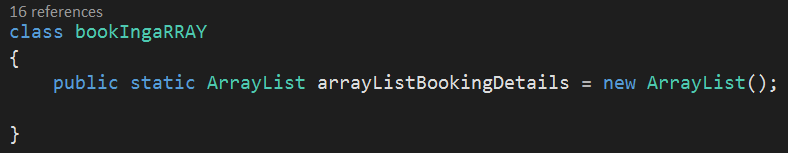 16 references
class bookIngaRRAY
{
public static ArrayList arrayListBookingDetails = new ArrayList();
}